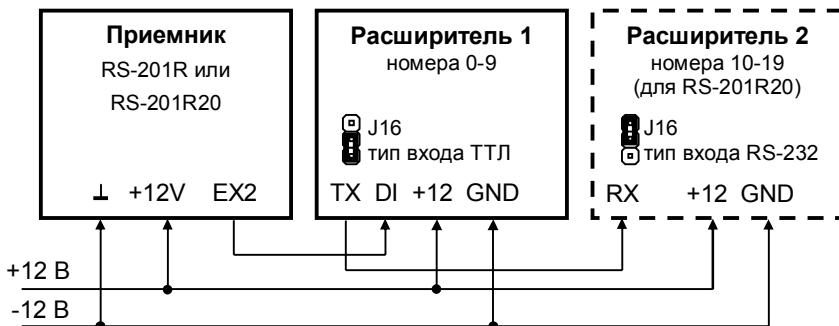 Приемник
RS-201R или
RS-201R20
⊥ +12V EX2
Расширитель 1
номера 0-9
J16
тип входа ТТЛ
TX DI +12 GND
Расширитель 2
номера 10-19
(для RS-201R20)
J16
тип входа RS-232
RX +12 GND
+12 В
-12 В